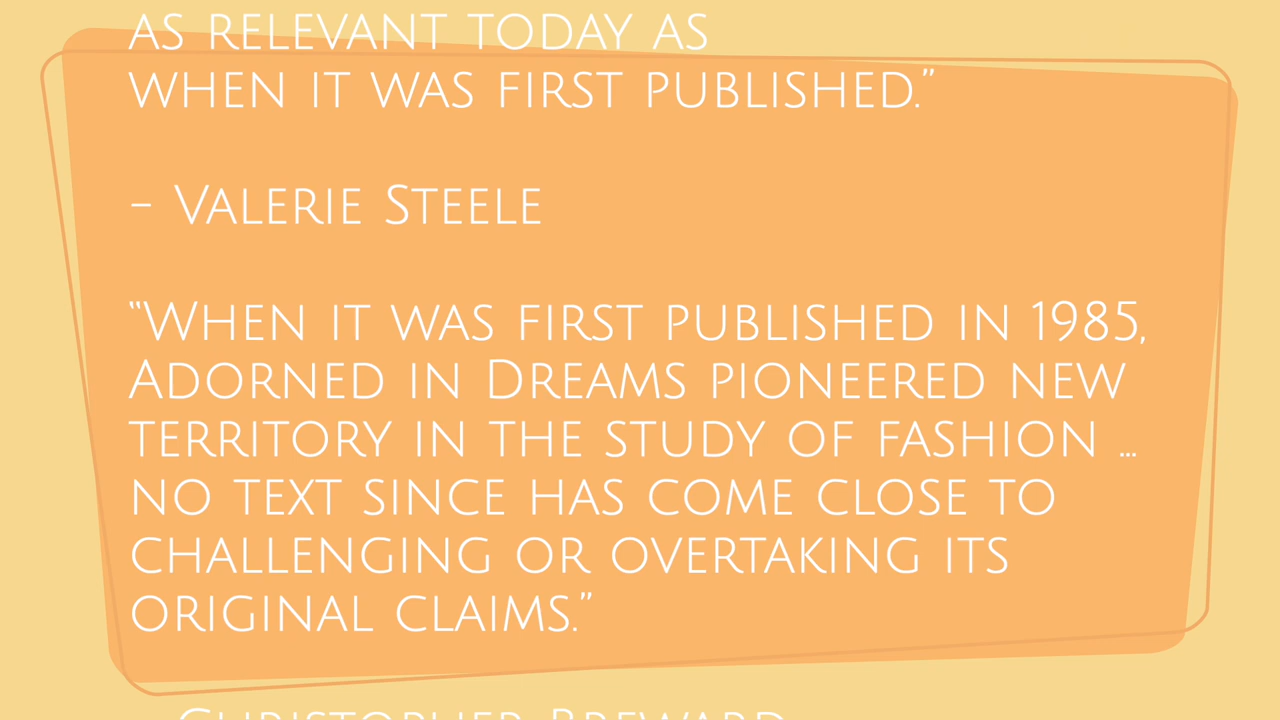 AS RELEVANT TODAY AS
WHEN IT WAS FIRST PUBLISHED.”
- VALERIE STEELE
“WHEN IT WAS FIRST PUBLISHED IN 1985,
ADORNED IN DREAMS PIONEERED NEW
TERRITORY IN THE STUDY OF FASHION ...
NO TEXT SINCE HAS COME CLOSE TO
CHALLENGING OR OVERTAKING ITS
ORIGINAL CLAIMS.”
- CHRISTOPHER BREWARD